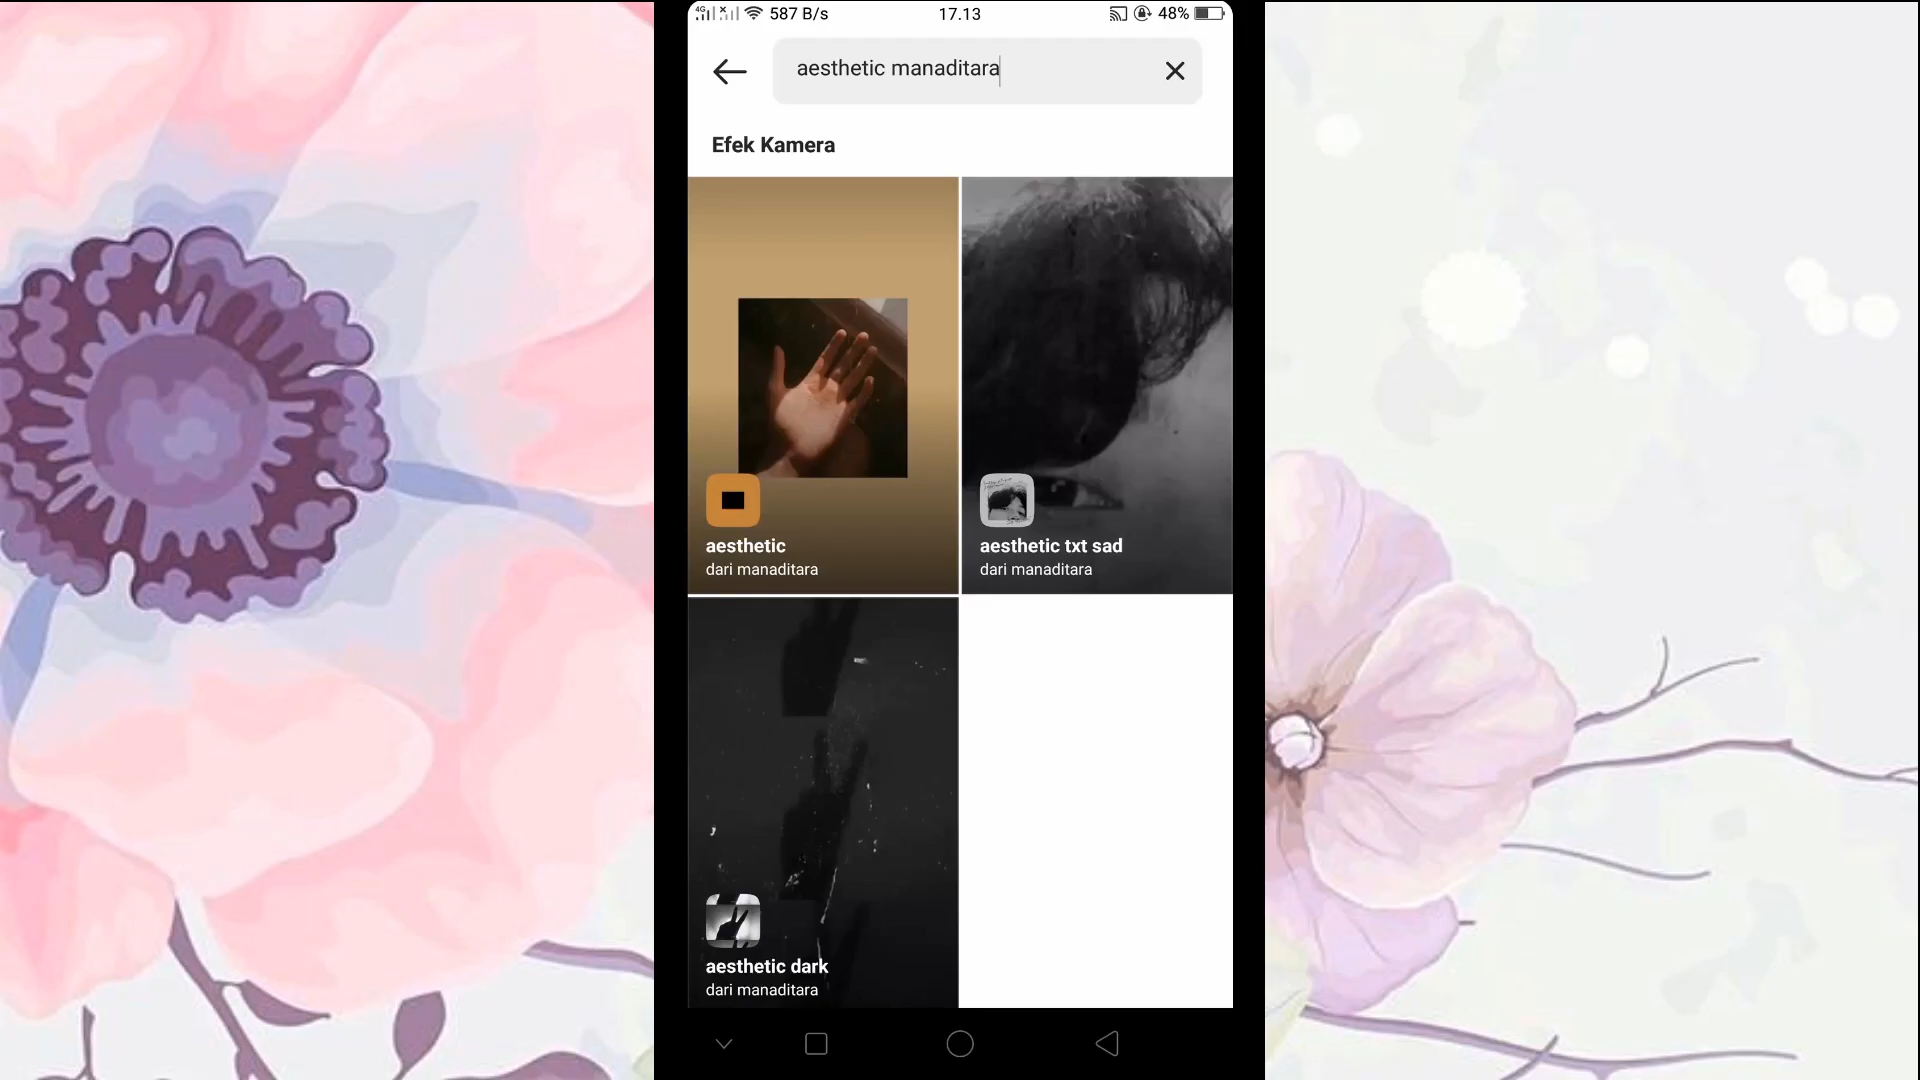 4G 587 B/s 17.13 48%
aesthetic manaditara
Efek Kamera
aesthetic
dari manaditara
aesthetic txt sad
dari manaditara
aesthetic dark
dari manaditara